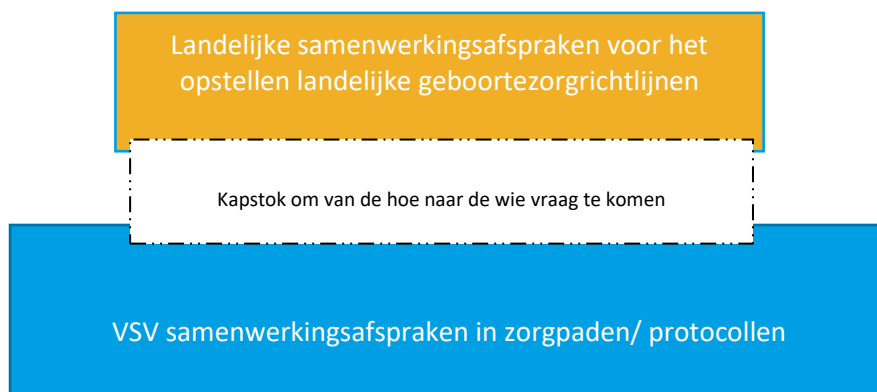 Landelijke samenwerkingsafspraken voor het
opstellen landelijke geboortezorgrichtlijnen
Kapstok om van de hoe naar de wie vraag te komen
VSV samenwerkingsafspraken in zorgpaden/ protocollen